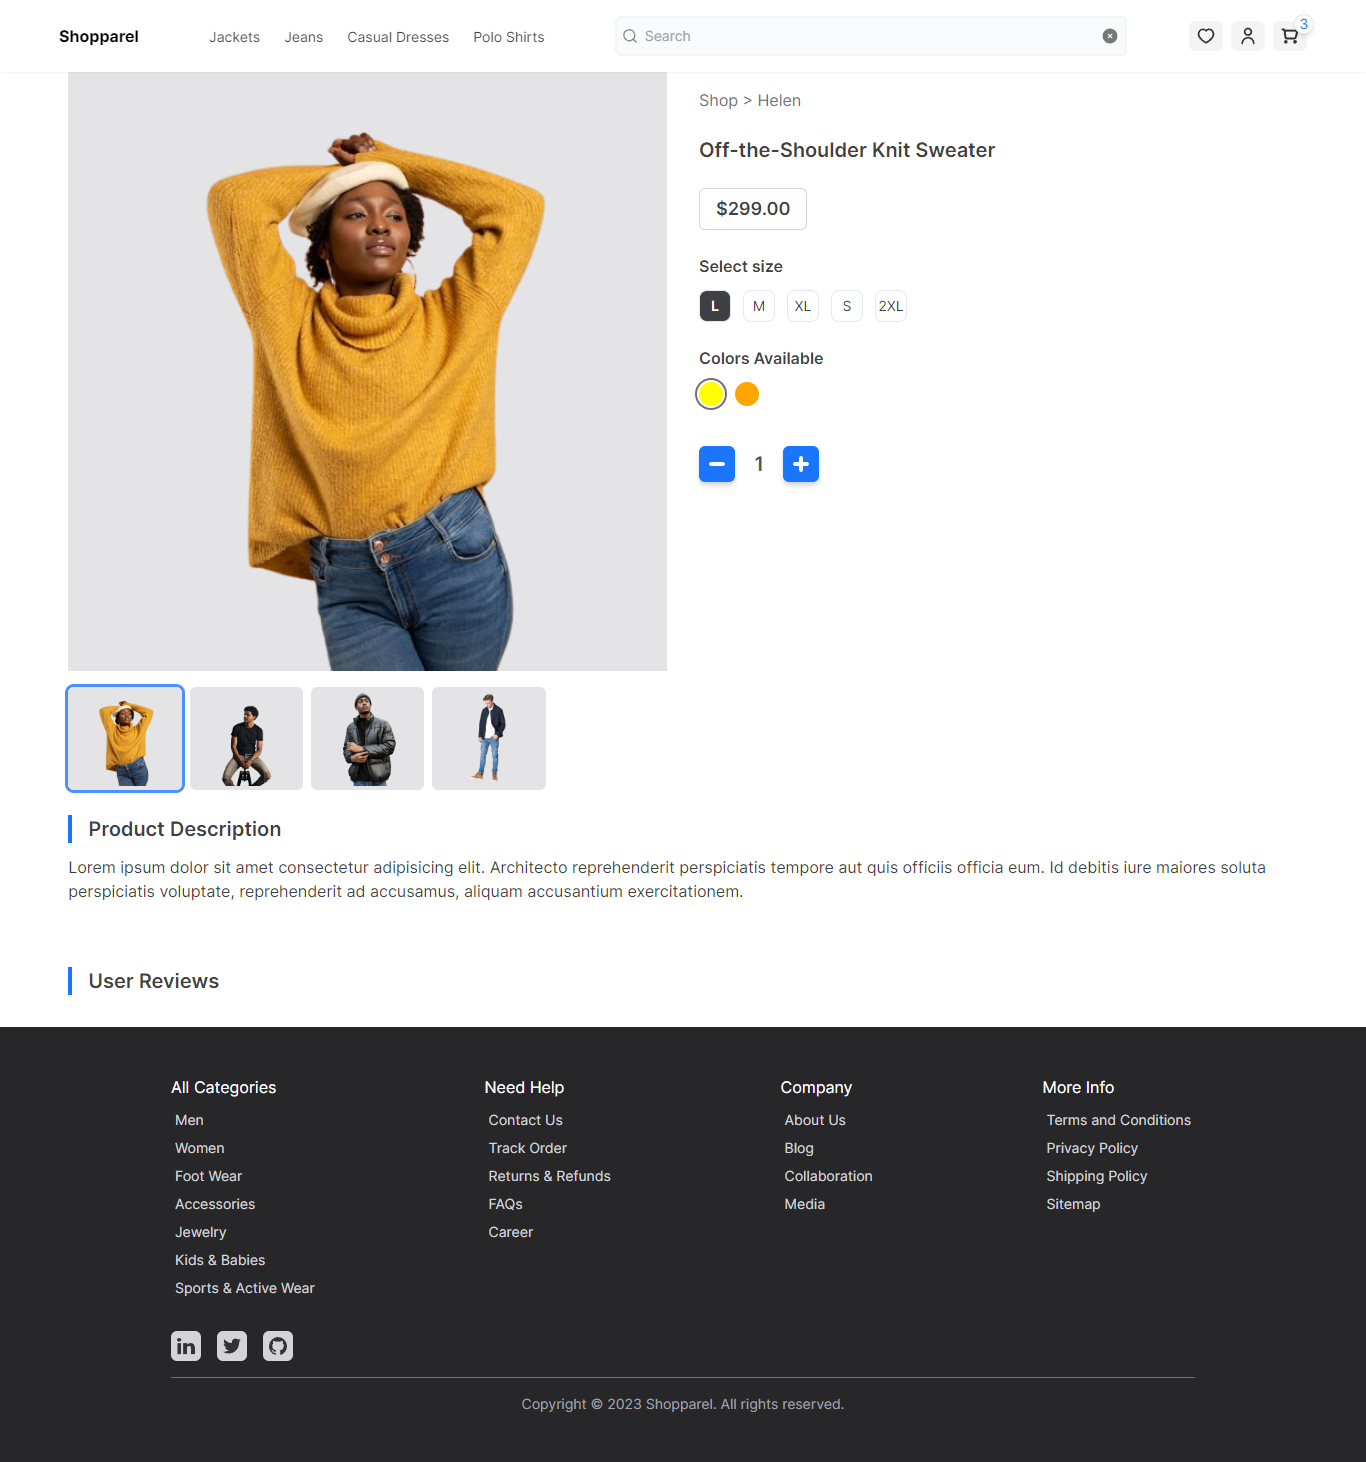 Shopparel
Jackets
Jeans
Casual Dresses
Polo Shirts
Search
3
Shop > Helen
Off-the-Shoulder Knit Sweater
$299.00
Select size
L
M
XL
S
2XL
Colors Available
1
Product Description
Lorem ipsum dolor sit amet consectetur adipisicing elit. Architecto reprehenderit perspiciatis tempore aut quis officiis officia eum. Id debitis iure maiores soluta
perspiciatis voluptate, reprehenderit ad accusamus, aliquam accusantium exercitationem.
User Reviews
All Categories
Men
Women
Foot Wear
Accessories
Jewelry
Kids & Babies
Sports & Active Wear
Need Help
Contact Us
Track Order
Returns & Refunds
FAQs
Career
Company
About Us
Blog
Collaboration
Media
More Info
Terms and Conditions
Privacy Policy
Shipping Policy
Sitemap
in
Copyright © 2023 Shopparel. All rights reserved.